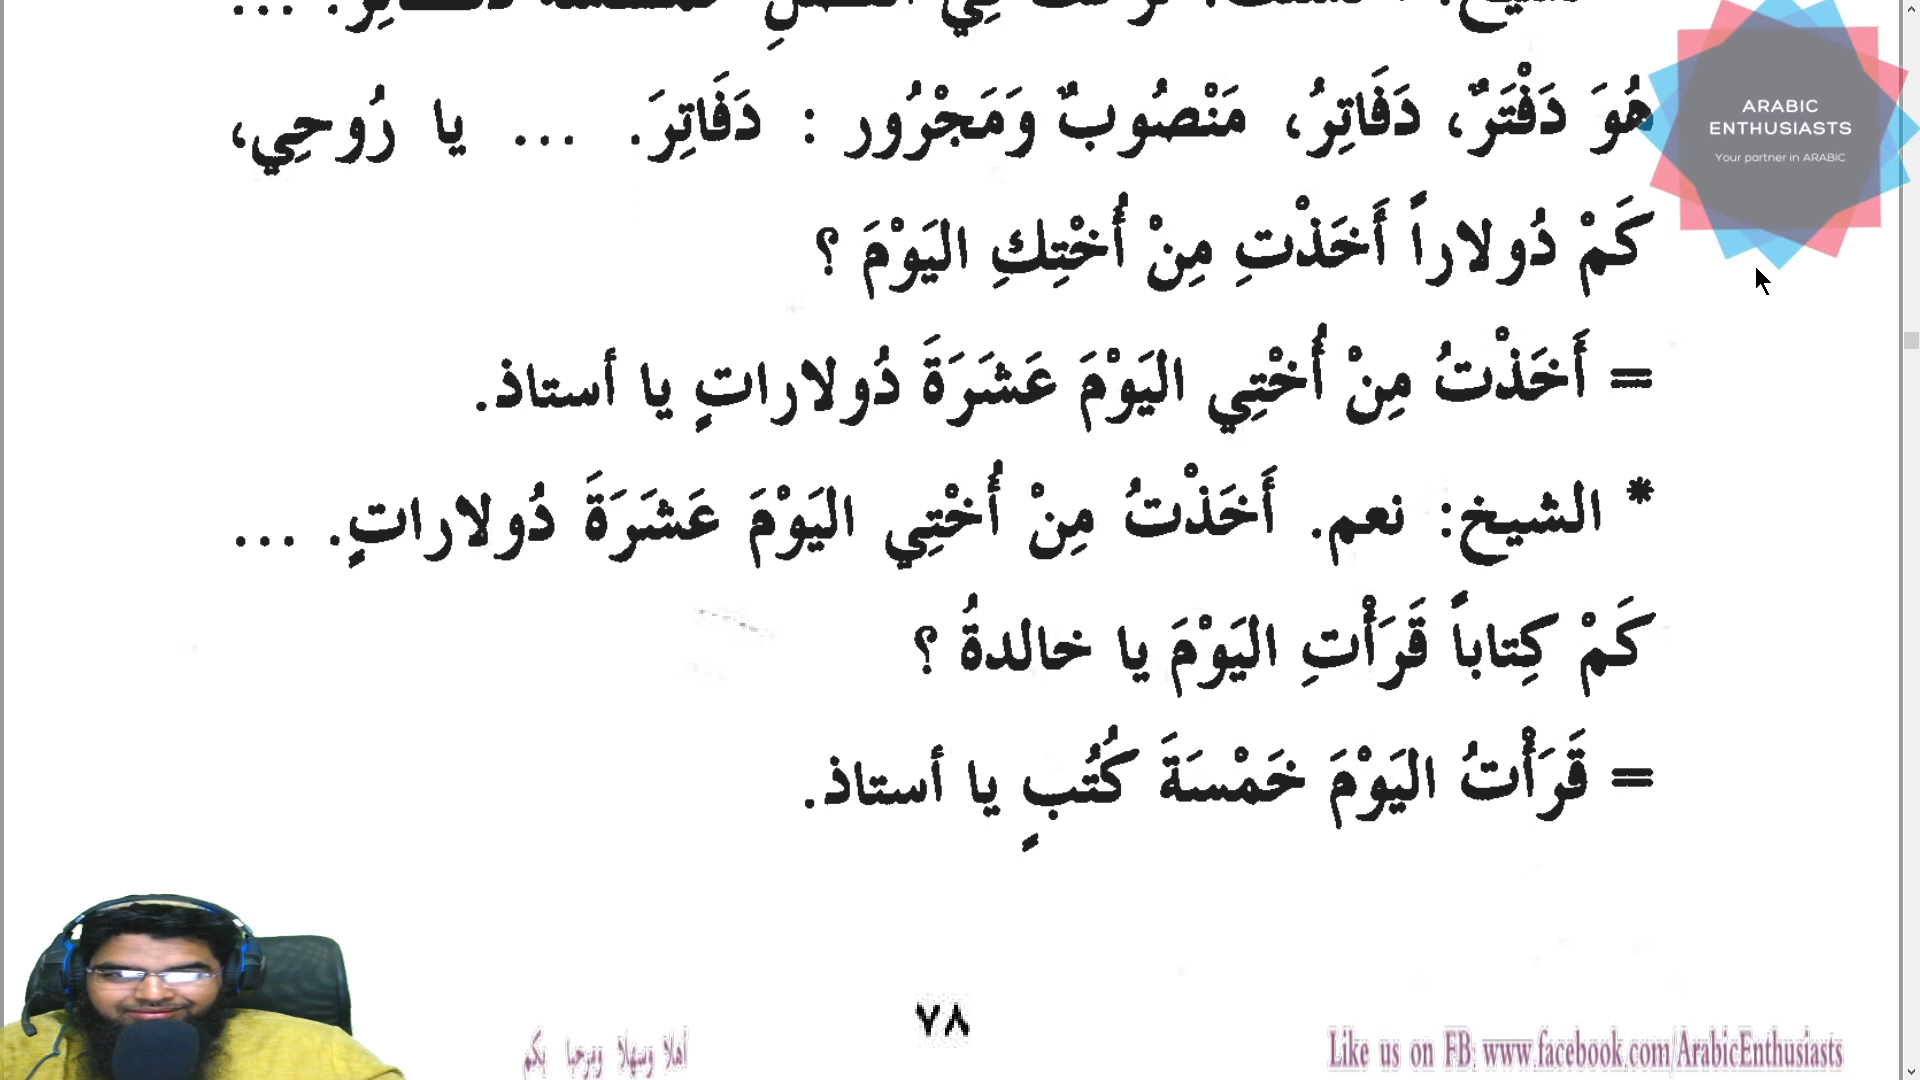 هُوَ دَفْتَرٌ، دَفَاتِرُ، مَنْصُوبٌ وَمَجْرُور : دَفَاتِرَ. ... يا رُوحِي،
كَمْ دُولاراً أَخَذْتِ مِنْ أُخْتِكِ اليَوْمَ ؟
= أَخَذْتُ مِنْ أُخْتِي اليَوْمَ عَشَرَةَ دُولاراتٍ يا أستاذ.
* الشيخ: نعم. أَخَذْتُ مِنْ أُخْتِي اليَوْمَ عَشَرَةَ دُولاراتٍ. ...
كَمْ كِتاباً قَرَأْتِ اليَوْمَ يا خالدةُ ؟
= قَرَأْتُ اليَوْمَ خَمْسَةَ كُتُبٍ يا أستاذ.
٧٨
ARABIC
ENTHUSIASTS
Your partner in ARABIC
أهلا وسهلا ومرحبا بكم
Like us on FB: www.facebook.com/ArabicEnthusiasts